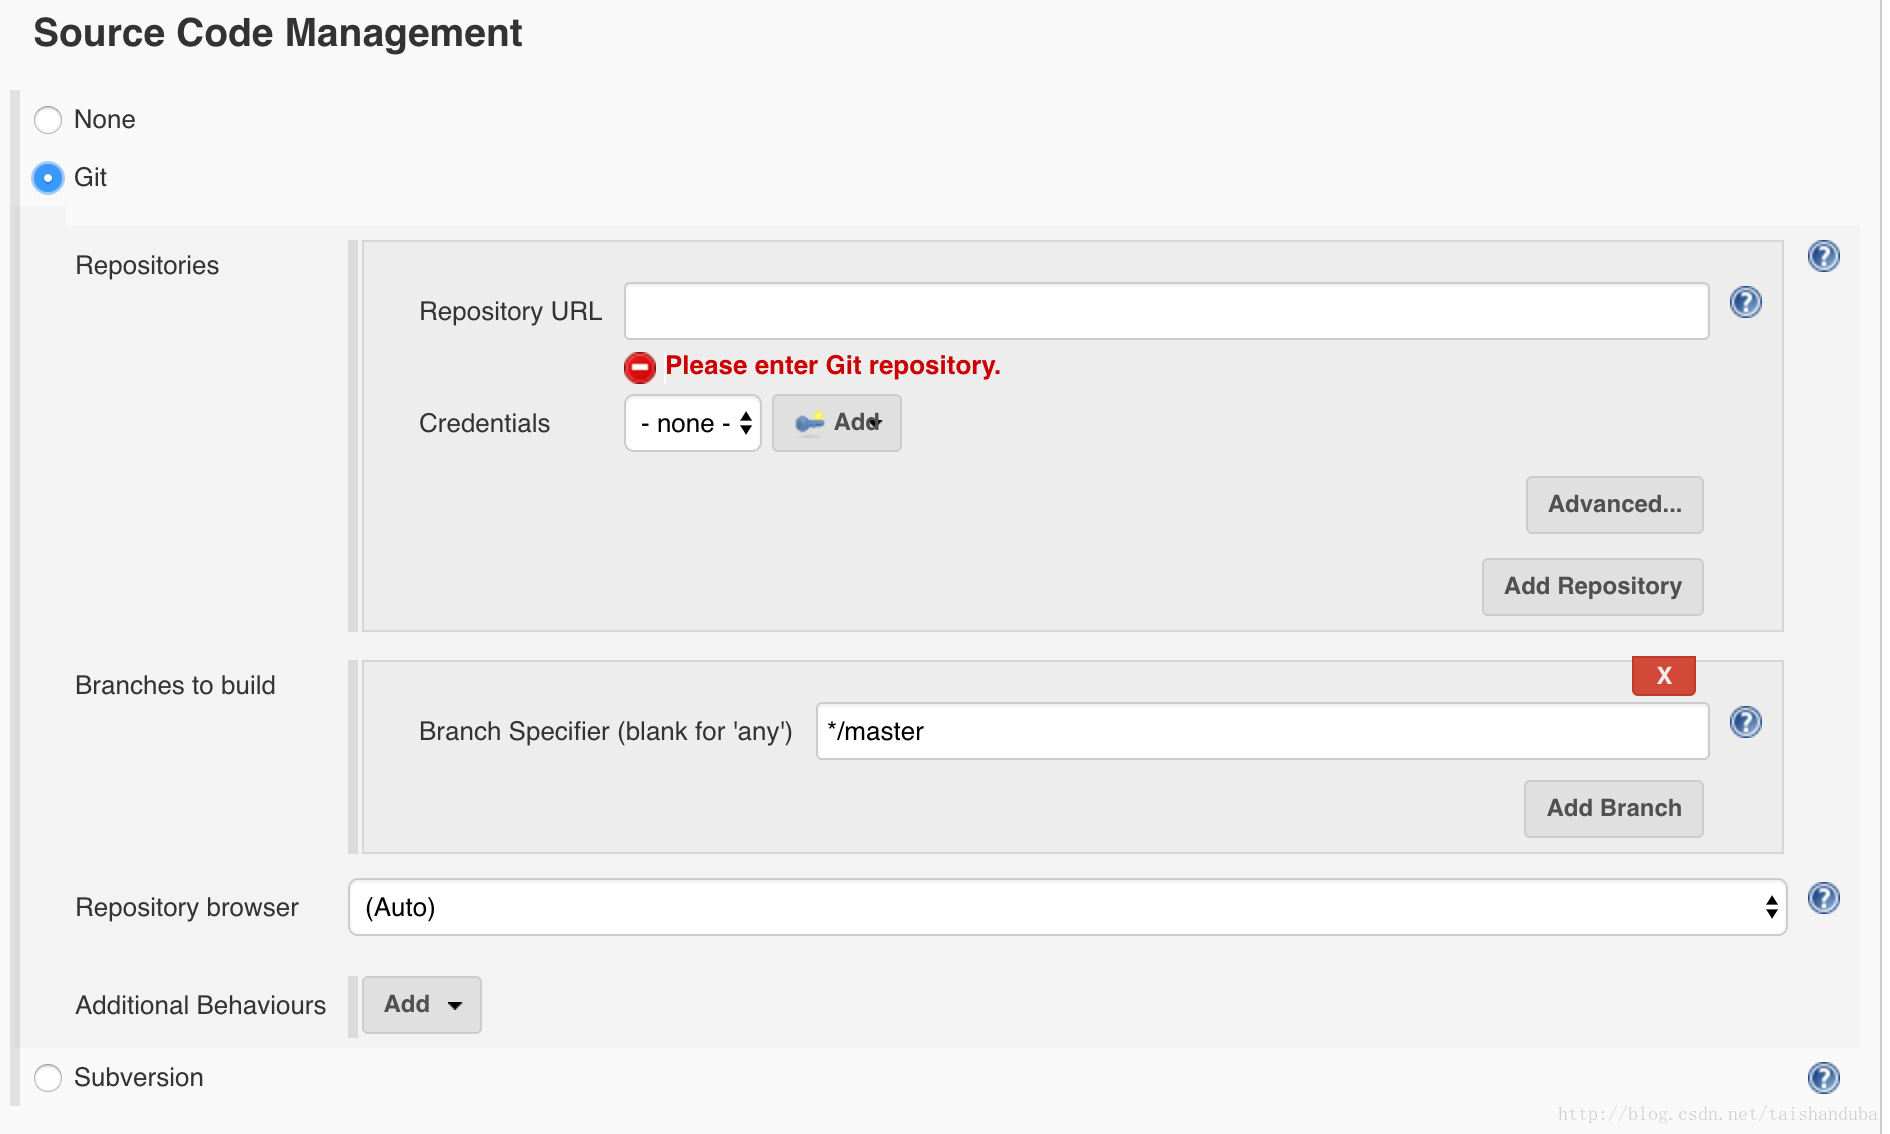 Source Code Management
None
Git
Repositories
Repository URL
Please enter Git repository.
Credentials
- none -
Add
Advanced...
Add Repository
Branches to build
X
Branch Specifier (blank for 'any')
*/master
Add Branch
Repository browser
(Auto)
Additional Behaviours
Add
Subversion
http://blog.csdn.net/taishanduba